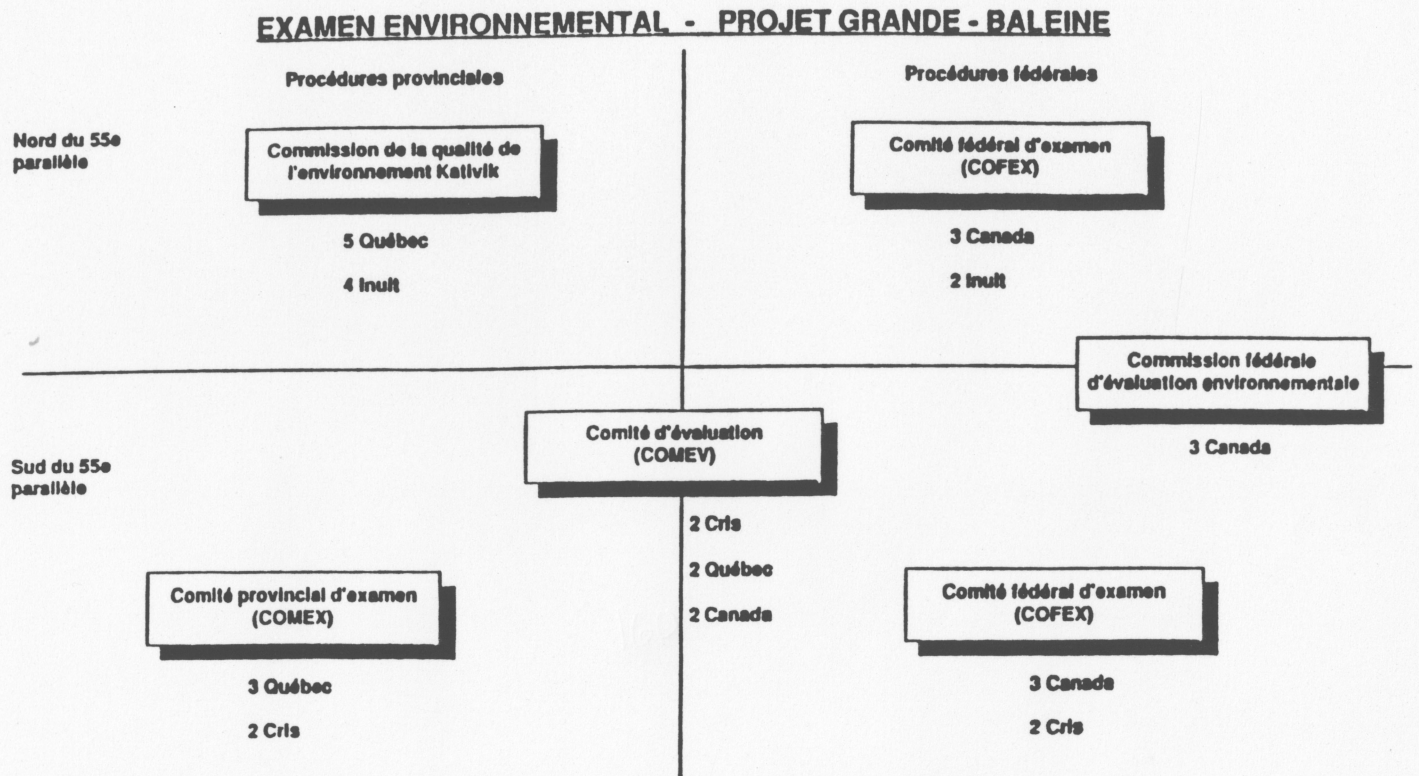 EXAMEN ENVIRONNEMENTAL - PROJET GRANDE - BALEINE
Procédures provinciales
Procédures fédérales
Nord du 55e
parallèle
Commission de la qualité de
l'environnement Kativik
5 Québec
4 Inuit
Comité fédéral d'examen
(COFEX)
3 Canada
2 Inuit
Commission fédérale
d'évaluation environnementale
3 Canada
Comité d'évaluation
(COMEV)
2 Cris
2 Québec
2 Canada
Sud du 55e
parallèle
Comité provincial d'examen
(COMEX)
3 Québec
2 Cris
Comité fédéral d'examen
(COFEX)
3 Canada
2 Cris